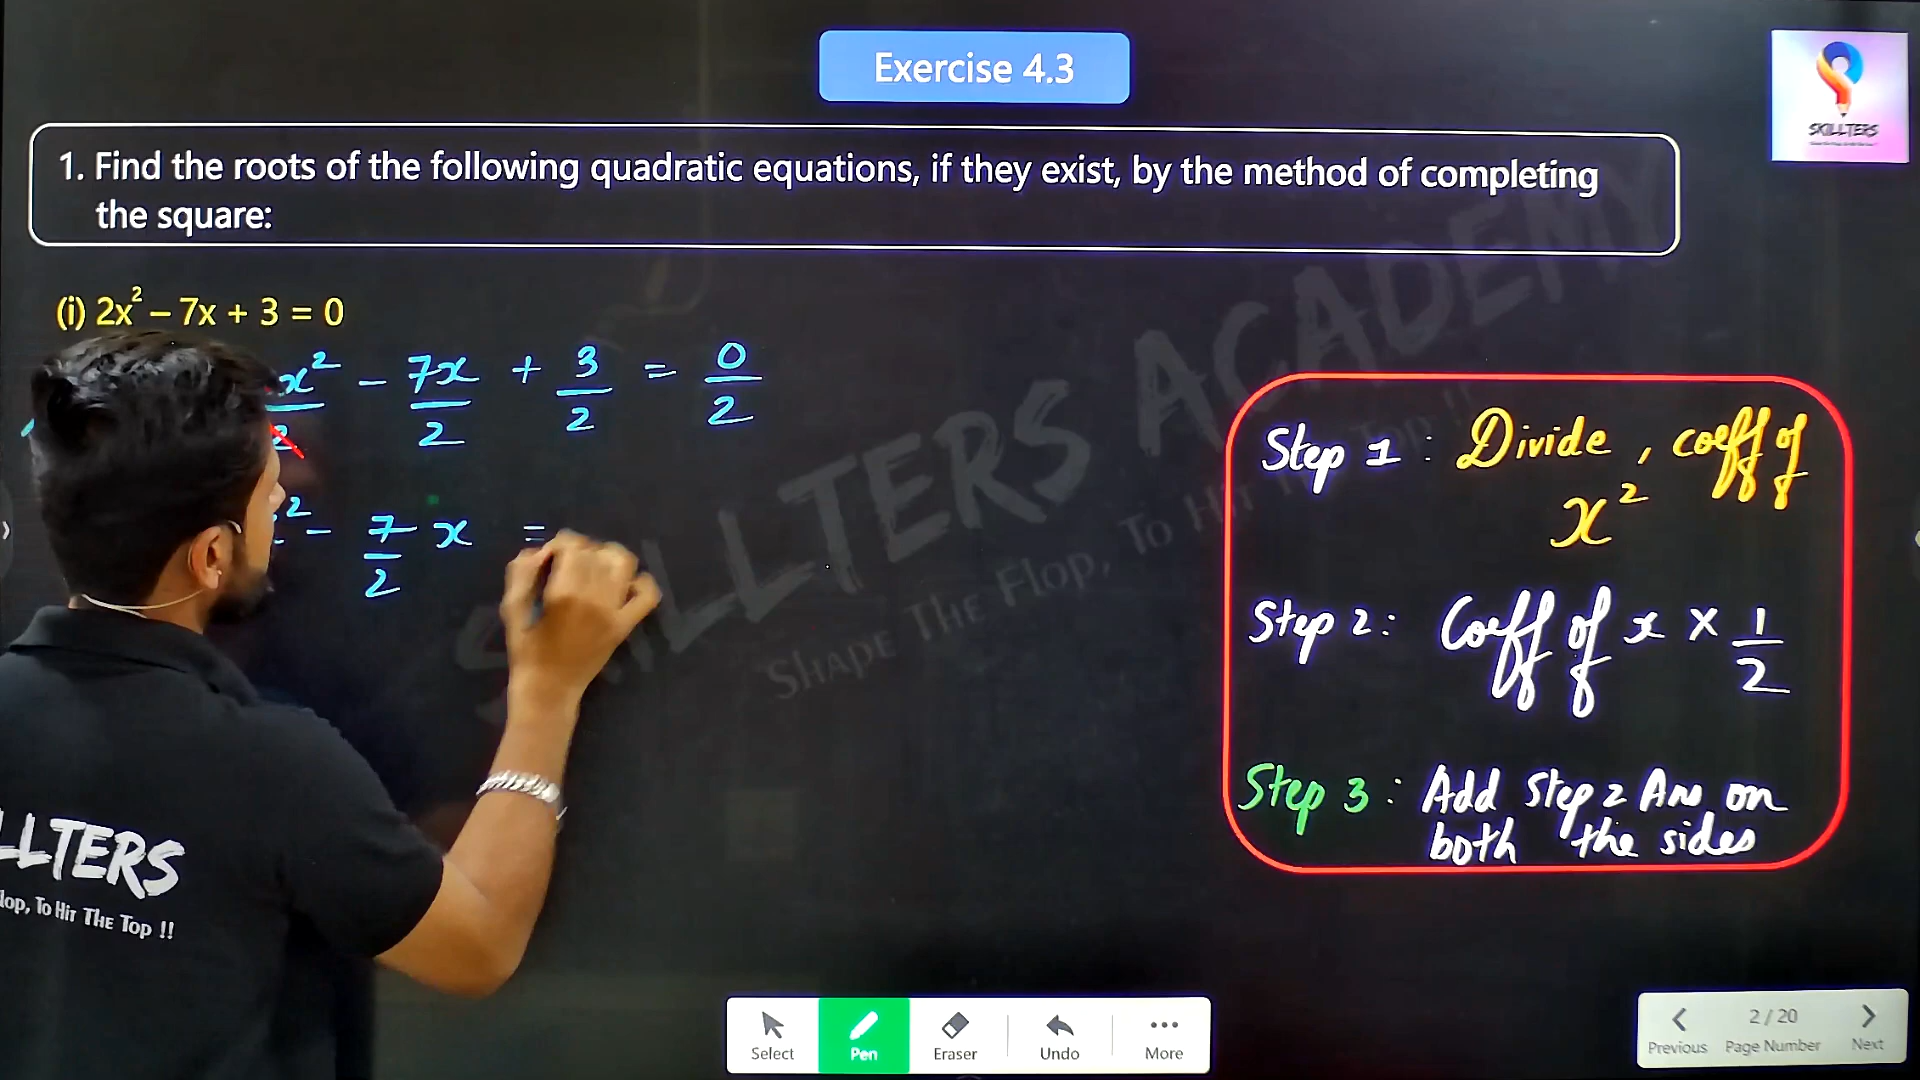 Exercise 4.3
SKILLTERS
1. Find the roots of the following quadratic equations, if they exist, by the method of completing
the square:
(i) 2x² – 7x + 3 = 0
x²/2 - 7x/2 + 3/2 = 0/2
² - 7/2 x =
Step 1 : Divide, coeff of
x²
Step 2 : Coeff of x × 1/2
Step 3 : Add Step 2 Ans on
both the sides
SKILLTERS ACADEMY
SHAPE THE Flop, To HIT THE Top !!
LLTERS
lop, To HIT THE Top !!
Select
Pen
Eraser
Undo
More
Previous
2 / 20
Page Number
Next